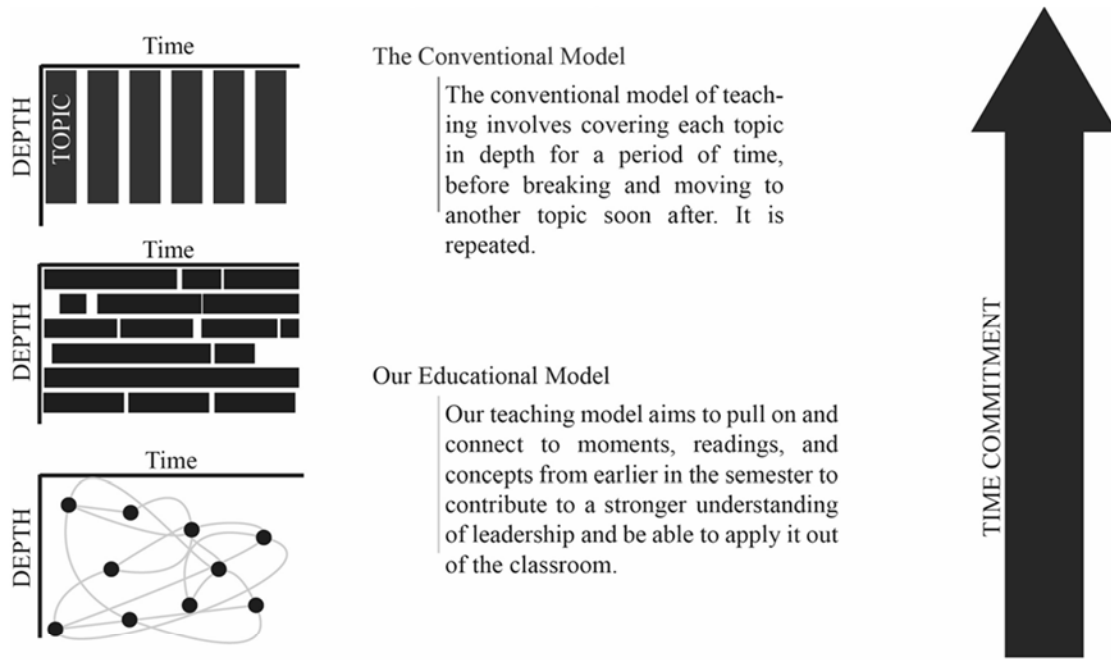 Time
DEPTH
TOPIC
The Conventional Model
The conventional model of teach-
ing involves covering each topic
in depth for a period of time,
before breaking and moving to
another topic soon after. It is
repeated.
Time
DEPTH
Our Educational Model
Our teaching model aims to pull on and
connect to moments, readings, and
concepts from earlier in the semester to
contribute to a stronger understanding
of leadership and be able to apply it out
of the classroom.
Time
DEPTH
TIME COMMITMENT